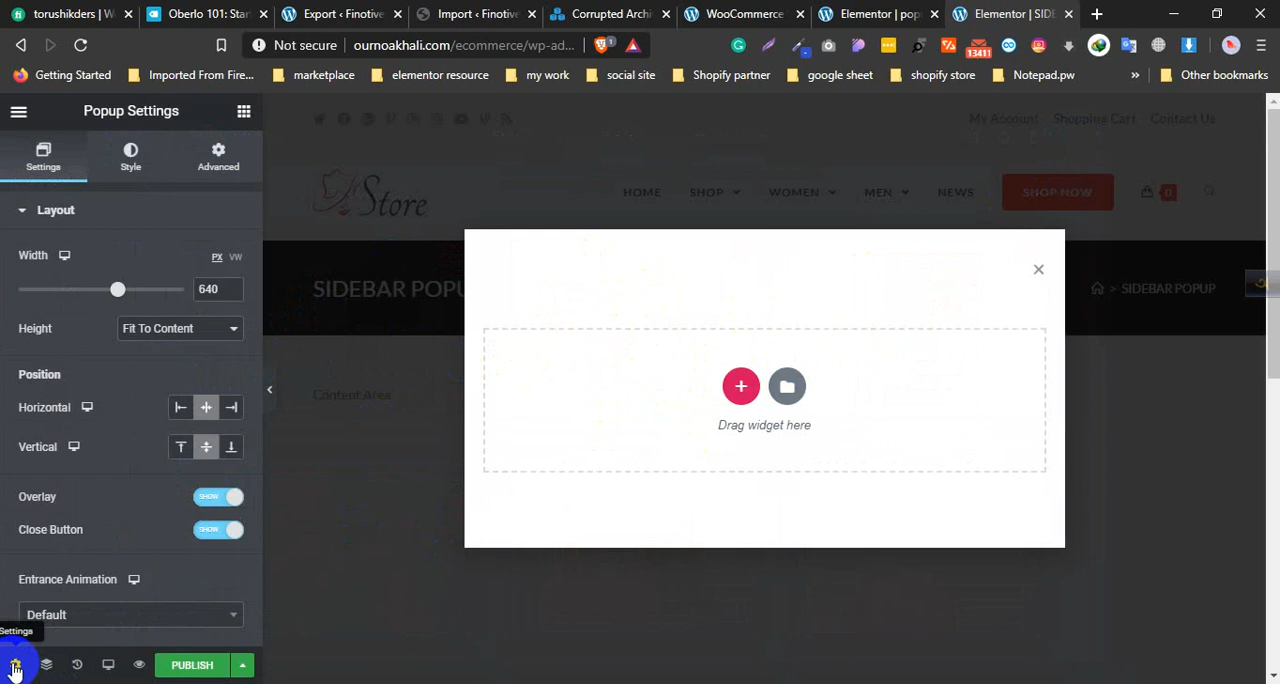 torushikders | W
Oberlo 101: Star
Export ‹ Finotive
Import ‹ Finotive
Corrupted Archi
WooCommerce
Elementor | pop
Elementor | SIDE
Not secure
ournoakhali.com/ecommerce/wp-ad...
1
13411
Getting Started
Imported From Fire...
marketplace
elementor resource
my work
social site
Shopify partner
google sheet
shopify store
Notepad.pw
»
Other bookmarks
Popup Settings
Settings
Style
Advanced
Layout
Width
PX VW
640
Height
Fit To Content
Position
Horizontal
Vertical
Overlay
SHOW
Close Button
SHOW
Entrance Animation
Default
Settings
PUBLISH
My Account
Shopping Cart
Contact Us
Store
HOME
SHOP
WOMEN
MEN
NEWS
SHOP NOW
0
SIDEBAR POPU
> SIDEBAR POPUP
Content Area
Drag widget here